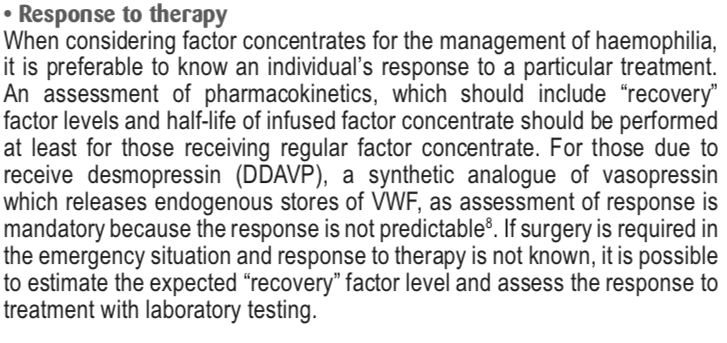 • Response to therapy
When considering factor concentrates for the management of haemophilia,
it is preferable to know an individual's response to a particular treatment.
An assessment of pharmacokinetics, which should include “recovery”
factor levels and half-life of infused factor concentrate should be performed
at least for those receiving regular factor concentrate. For those due to
receive desmopressin (DDAVP), a synthetic analogue of vasopressin
which releases endogenous stores of VWF, as assessment of response is
mandatory because the response is not predictable⁸. If surgery is required in
the emergency situation and response to therapy is not known, it is possible
to estimate the expected “recovery” factor level and assess the response to
treatment with laboratory testing.